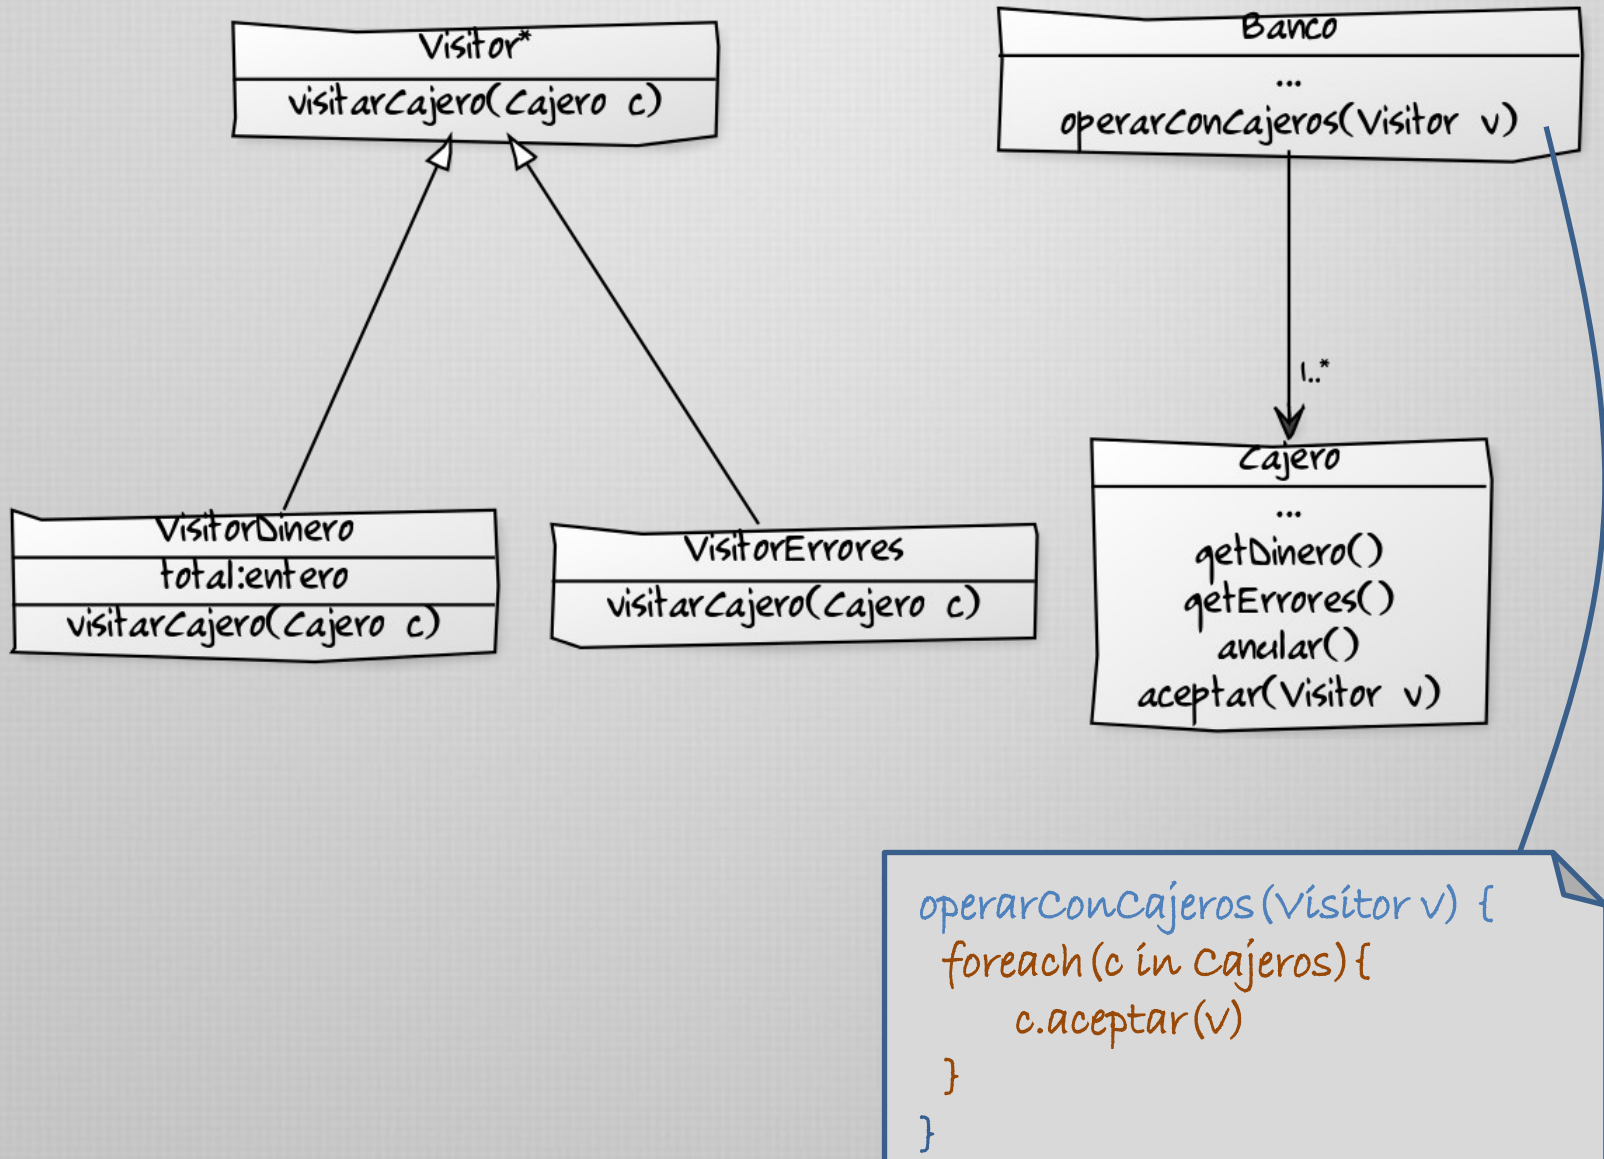 Visitor*
visitarCajero(Cajero c)
Banco
...
operarConCajeros(Visitor v)
1..*
VisitorDinero
total:entero
visitarCajero(Cajero c)
VisitorErrores
visitarCajero(Cajero c)
Cajero
...
getDinero()
getErrores()
anular()
aceptar(Visitor v)
operarConCajeros(Visitor v) {
foreach(c in Cajeros){
c.aceptar(v)
}
}